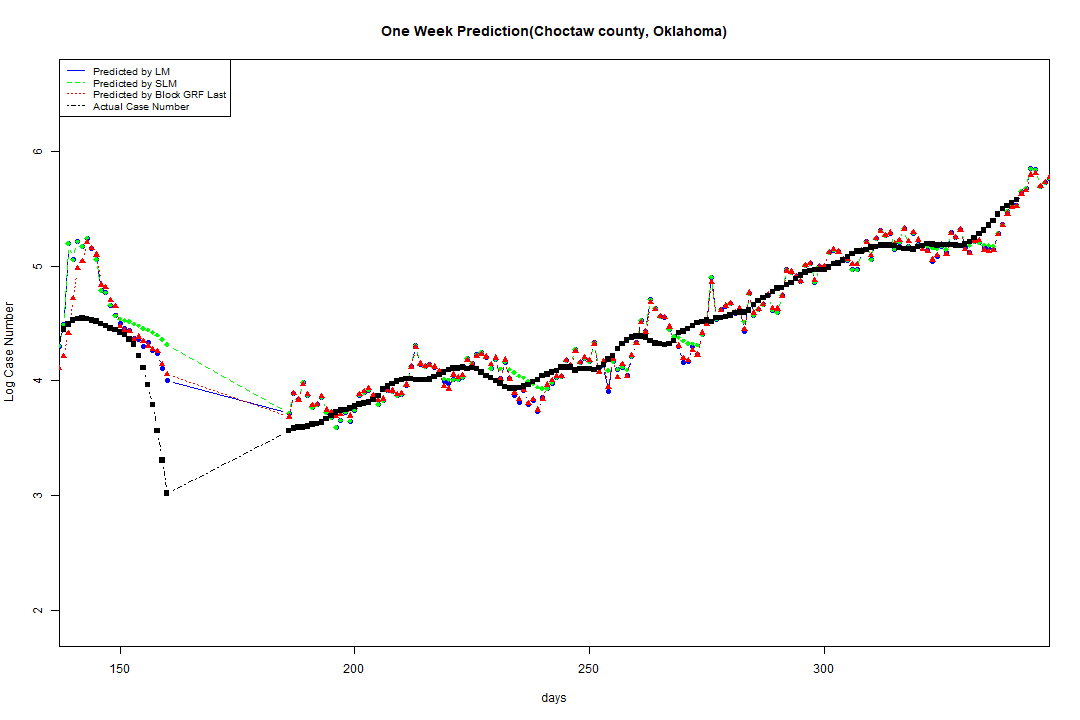 One Week Prediction(Choctaw county, Oklahoma)
Predicted by LM
Predicted by SLM
Predicted by Block GRF Last
Actual Case Number
Log Case Number
6
5
4
3
2
150 200 250 300
days